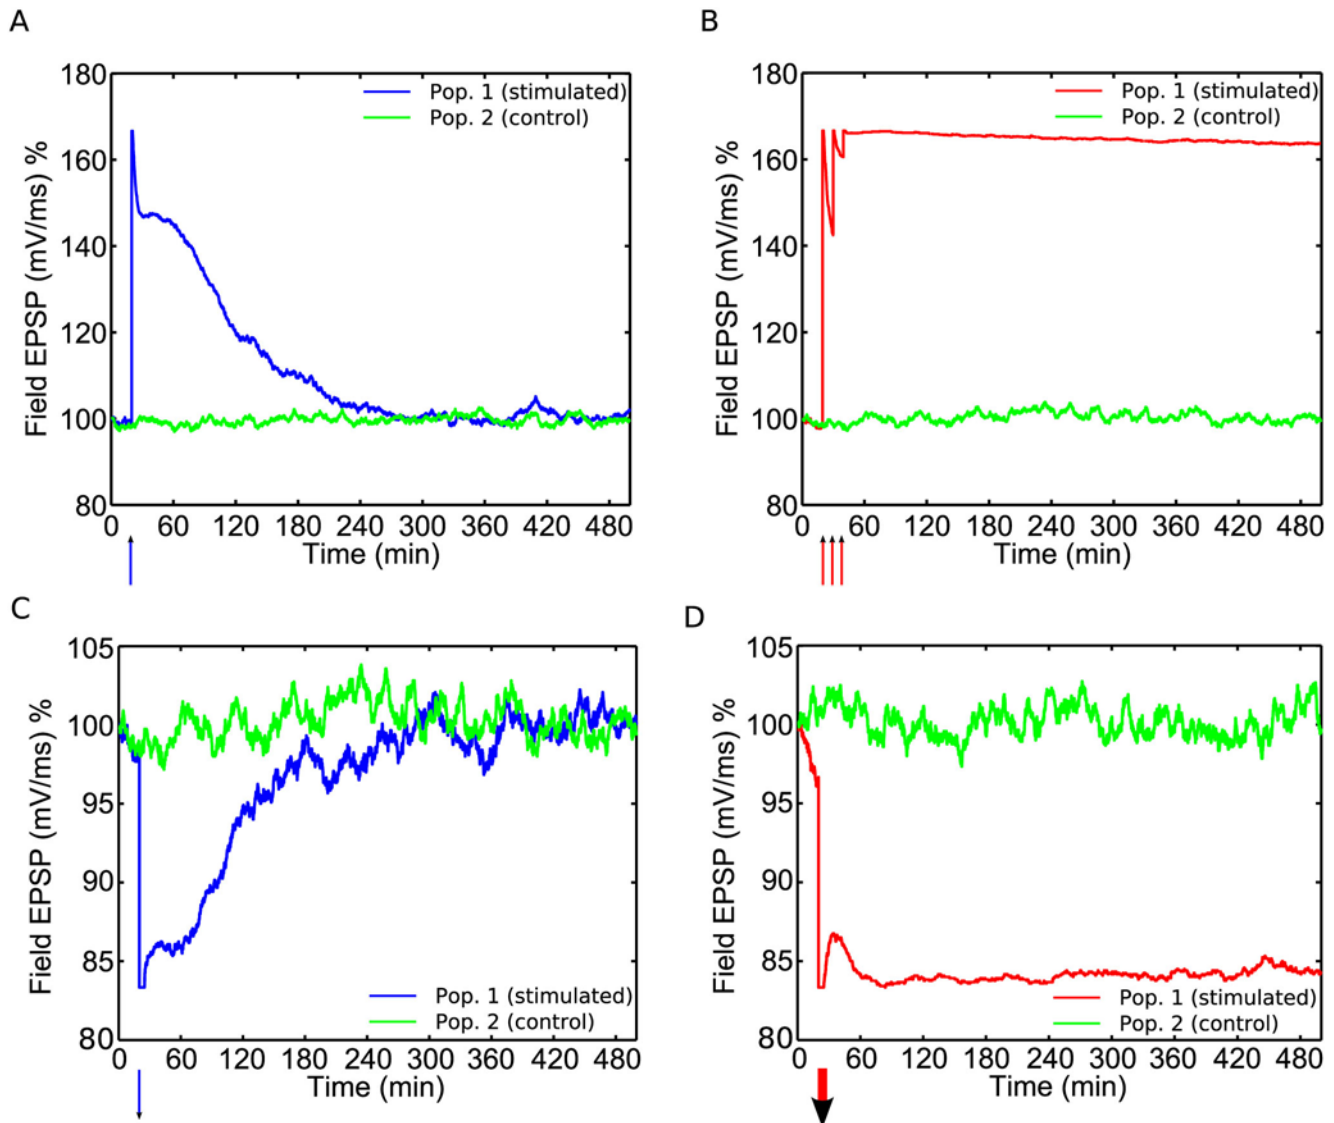 A
Field EPSP (mV/ms) %
180
160
140
120
100
80
Pop. 1 (stimulated)
Pop. 2 (control)
0 60 120 180 240 300 360 420 480
Time (min)
B
Field EPSP (mV/ms) %
180
160
140
120
100
80
Pop. 1 (stimulated)
Pop. 2 (control)
0 60 120 180 240 300 360 420 480
Time (min)
C
Field EPSP (mV/ms) %
105
100
95
90
85
80
Pop. 1 (stimulated)
Pop. 2 (control)
0 60 120 180 240 300 360 420 480
Time (min)
D
Field EPSP (mV/ms) %
105
100
95
90
85
80
Pop. 1 (stimulated)
Pop. 2 (control)
0 60 120 180 240 300 360 420 480
Time (min)